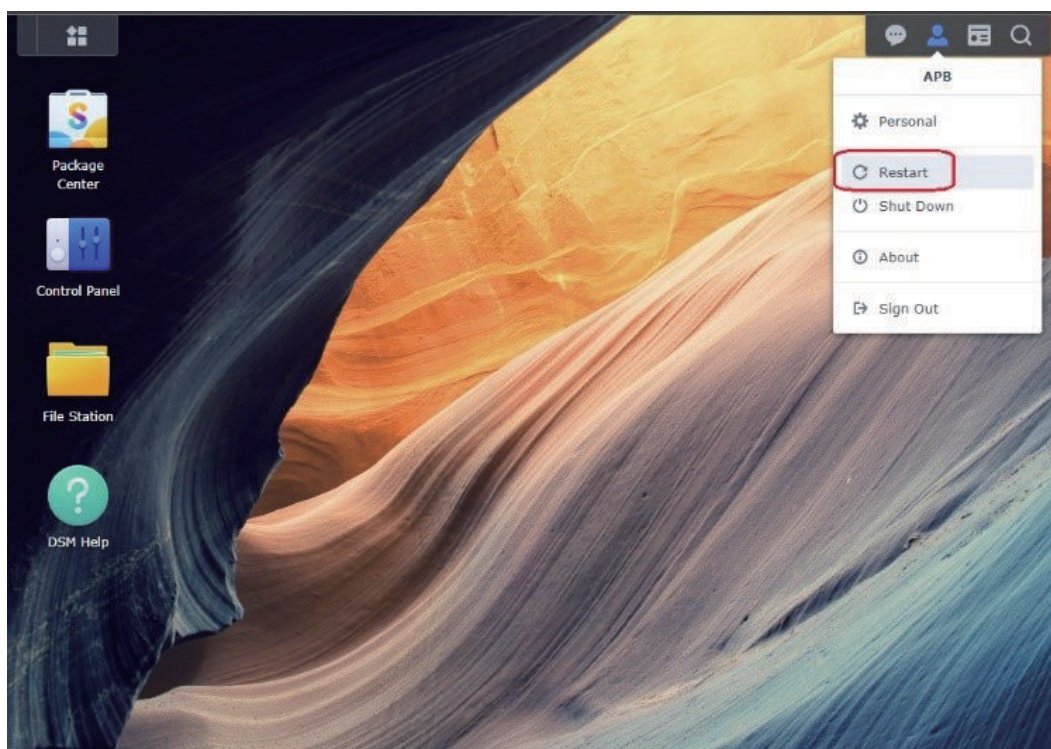 APB
Personal
Restart
Shut Down
About
Sign Out
S
Package
Center
Control Panel
File Station
?
DSM Help